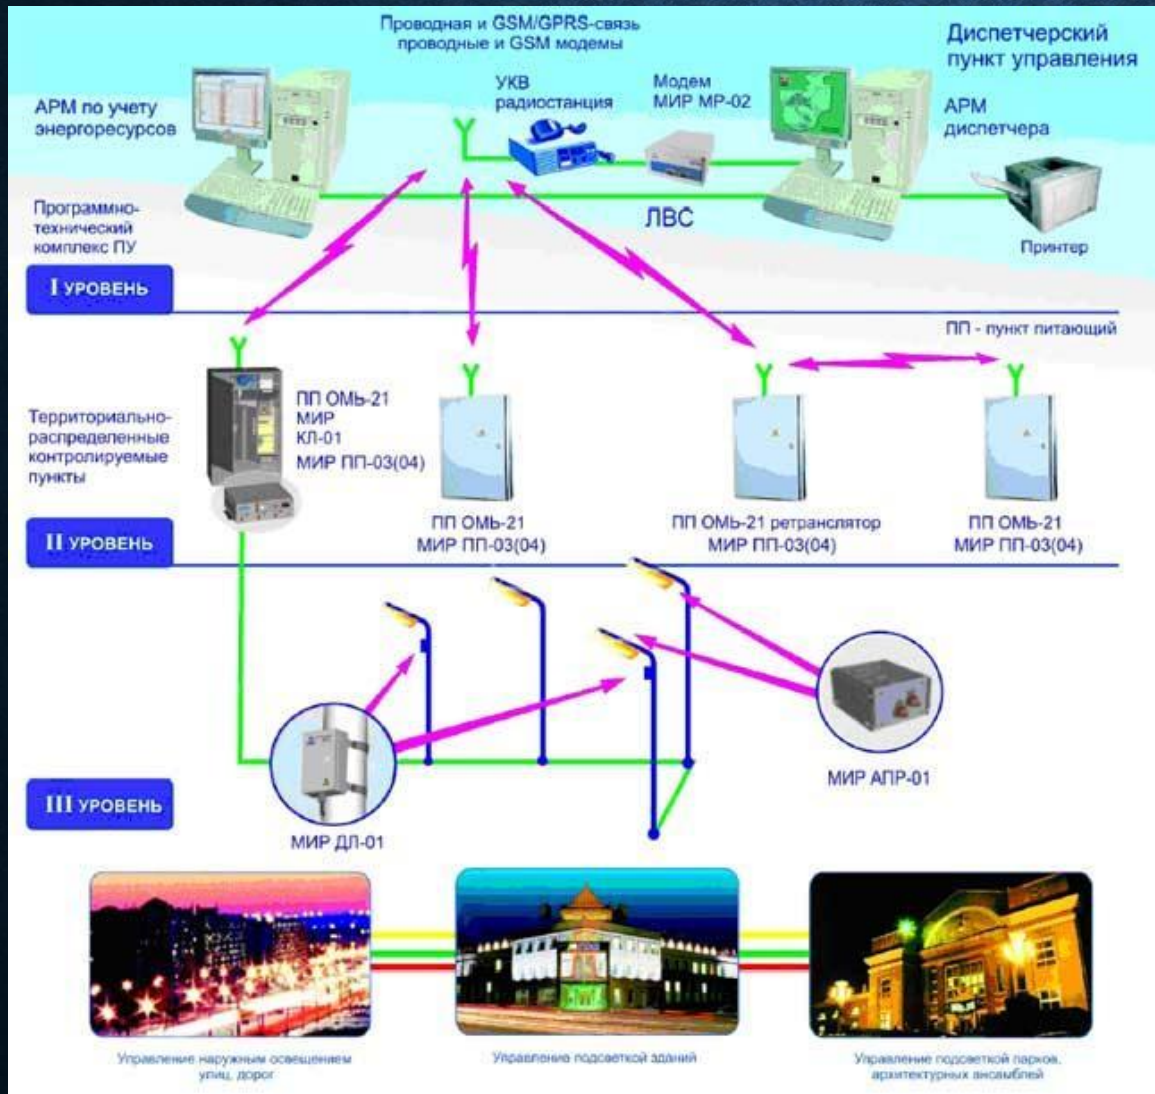 Проводная и GSM/GPRS-связь
проводные и GSM модемы
Диспетчерский
пункт управления
УКВ
радиостанция
Модем
МИР МР-02
АРМ по учету
энергоресурсов
АРМ
диспетчера
ЛВС
Программно-
технический
комплекс ПУ
Принтер
I УРОВЕНЬ
ПП - пункт питающий
Территориально-
распределенные
контролируемые
пункты
ПП ОМЬ-21
МИР
КЛ-01
МИР ПП-03(04)
ПП ОМЬ-21
МИР ПП-03(04)
ПП ОМЬ-21 ретранслятор
МИР ПП-03(04)
ПП ОМЬ-21
МИР ПП-03(04)
II УРОВЕНЬ
МИР АПР-01
III УРОВЕНЬ
МИР ДЛ-01
Управление наружным освещением
улиц, дорог
Управление подсветкой зданий
Управление подсветкой парков,
архитектурных ансамблей